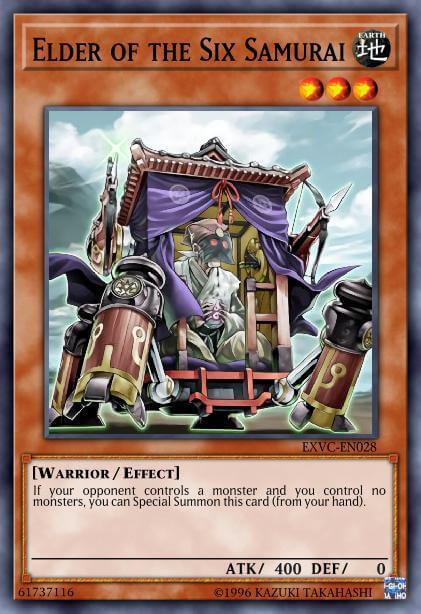 ELDER OF THE SIX SAMURAI
EARTH
地
EXVC-EN028
[WARRIOR / EFFECT]
If your opponent controls a monster and you control no
monsters, you can Special Summon this card (from your hand).
ATK/ 400 DEF/ 0
61737116
©1996 KAZUKI TAKAHASHI